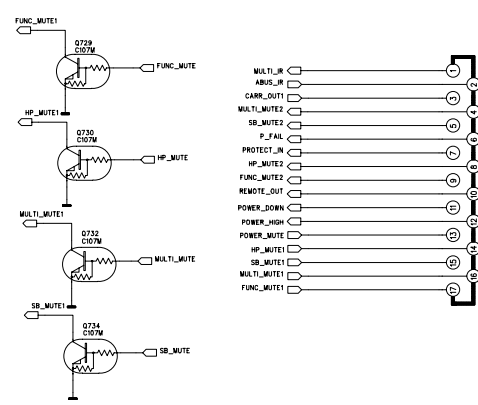 FUNC_MUTE1
Q729
C107M
FUNC_MUTE
HP_MUTE1
Q730
C107M
HP_MUTE
MULTI_MUTE1
Q732
C107M
MULTI_MUTE
SB_MUTE1
Q734
C107M
SB_MUTE
MULTI_IR 1
ABUS_IR 2
CARR_OUT1 3
MULTI_MUTE2 4
SB_MUTE2 5
P_FAIL 6
PROTECT_IN 7
HP_MUTE2 8
FUNC_MUTE2 9
REMOTE_OUT 10
POWER_DOWN 11
POWER_HIGH 12
POWER_MUTE 13
HP_MUTE1 14
SB_MUTE1 15
MULTI_MUTE1 16
FUNC_MUTE1 17